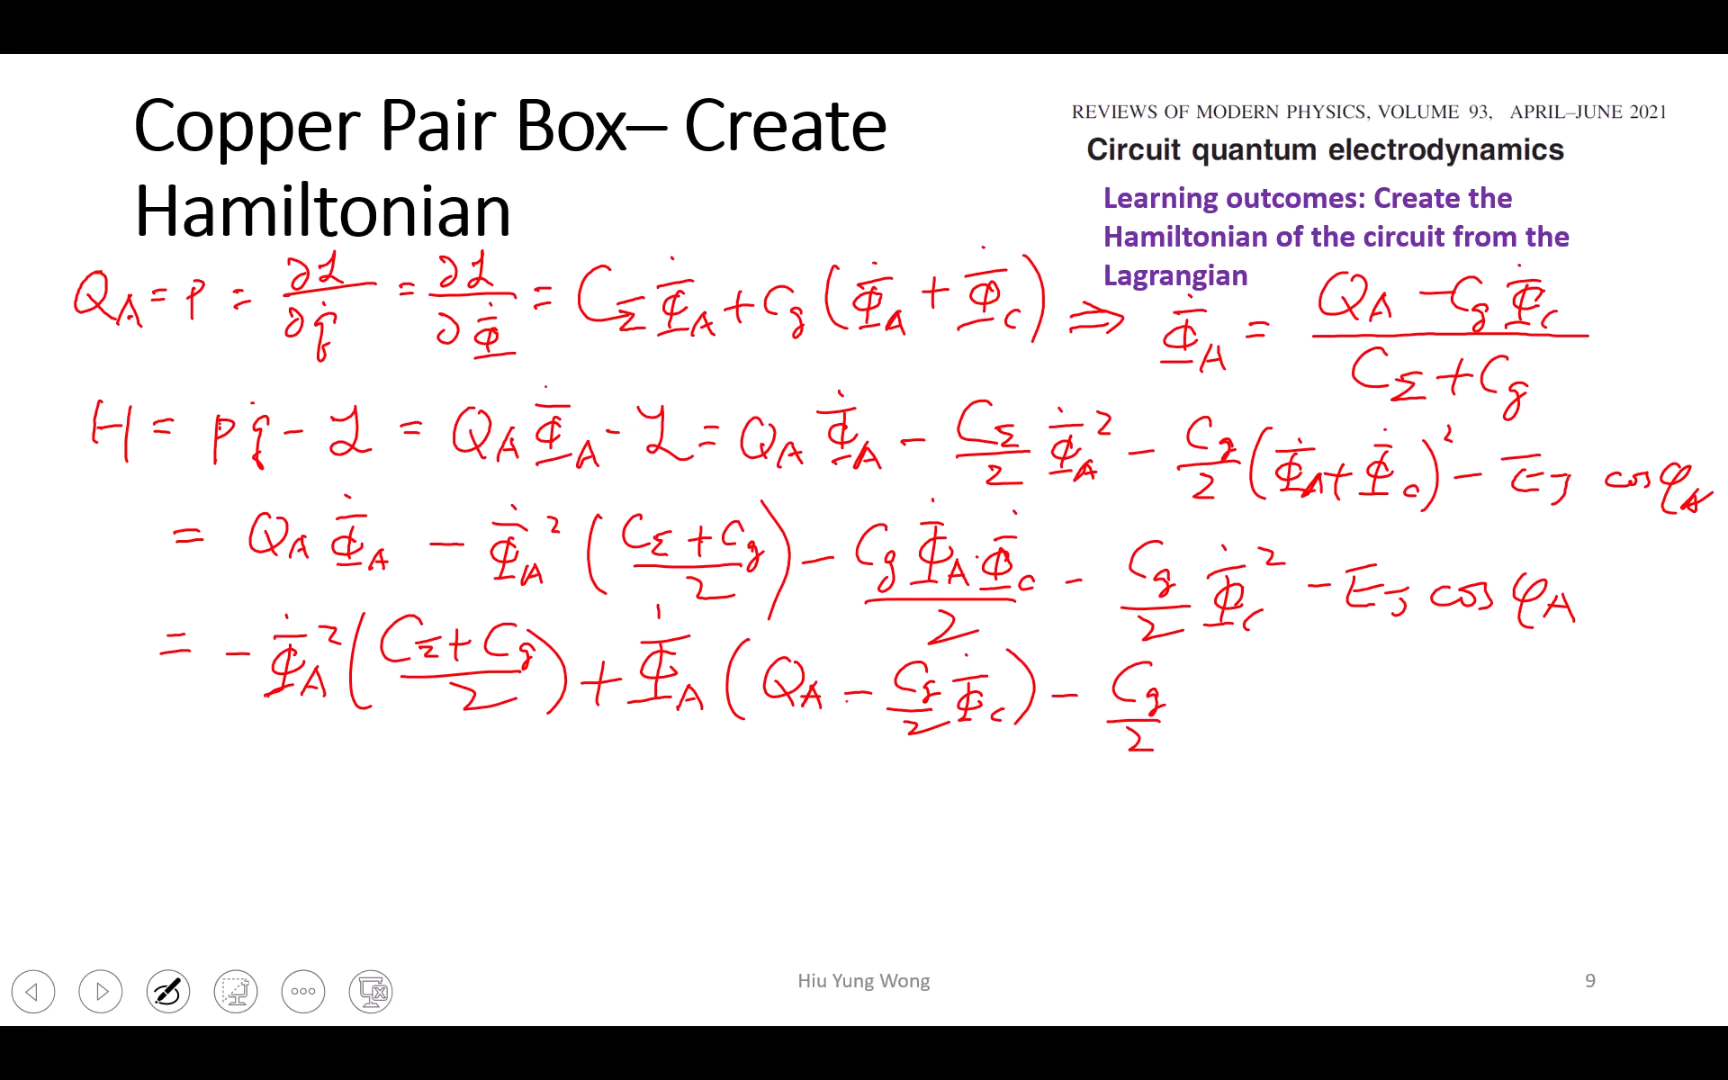 Copper Pair Box– Create
Hamiltonian
REVIEWS OF MODERN PHYSICS, VOLUME 93, APRIL–JUNE 2021
Circuit quantum electrodynamics
Learning outcomes: Create the
Hamiltonian of the circuit from the
Lagrangian
Q_A = p = ∂ℒ/∂q̇ = ∂ℒ/∂Φ̇ = C_Σ Φ̇_A + C_g (Φ̇_A + Φ̇_C) ⇒ Φ̇_A = (Q_A − C_g Φ̇_C)/(C_Σ + C_g)
H = p q̇ − ℒ = Q_A Φ̇_A − ℒ = Q_A Φ̇_A − C_Σ/2 Φ̇_A² − C_g/2 (Φ̇_A + Φ̇_C)² − E_J cos φ_A
= Q_A Φ̇_A − Φ̇_A² ((C_Σ + C_g)/2) − (C_g Φ̇_A · Φ̇_C)/2 − C_g/2 Φ̇_C² − E_J cos φ_A
= − Φ̇_A² ((C_Σ + C_g)/2) + Φ̇_A (Q_A − C_g/2 Φ̇_C) − C_g/2
Hiu Yung Wong
9